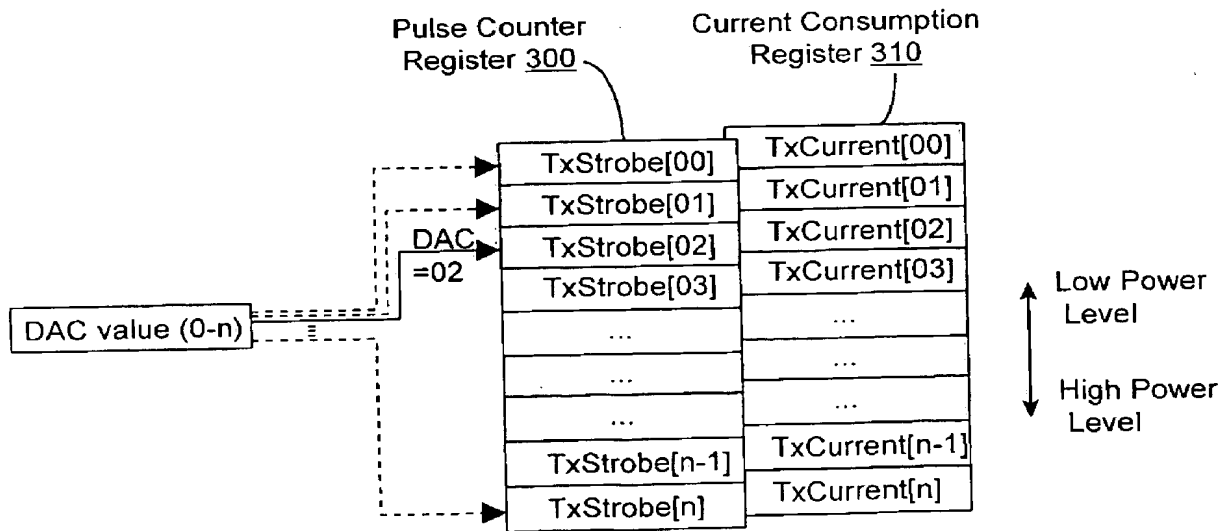 Pulse Counter
Register 300
Current Consumption
Register 310
TxStrobe[00]
TxStrobe[01]
TxStrobe[02]
TxStrobe[03]
...
...
...
TxStrobe[n-1]
TxStrobe[n]
TxCurrent[00]
TxCurrent[01]
TxCurrent[02]
TxCurrent[03]
...
...
...
TxCurrent[n-1]
TxCurrent[n]
DAC
=02
DAC value (0-n)
Low Power
Level
High Power
Level